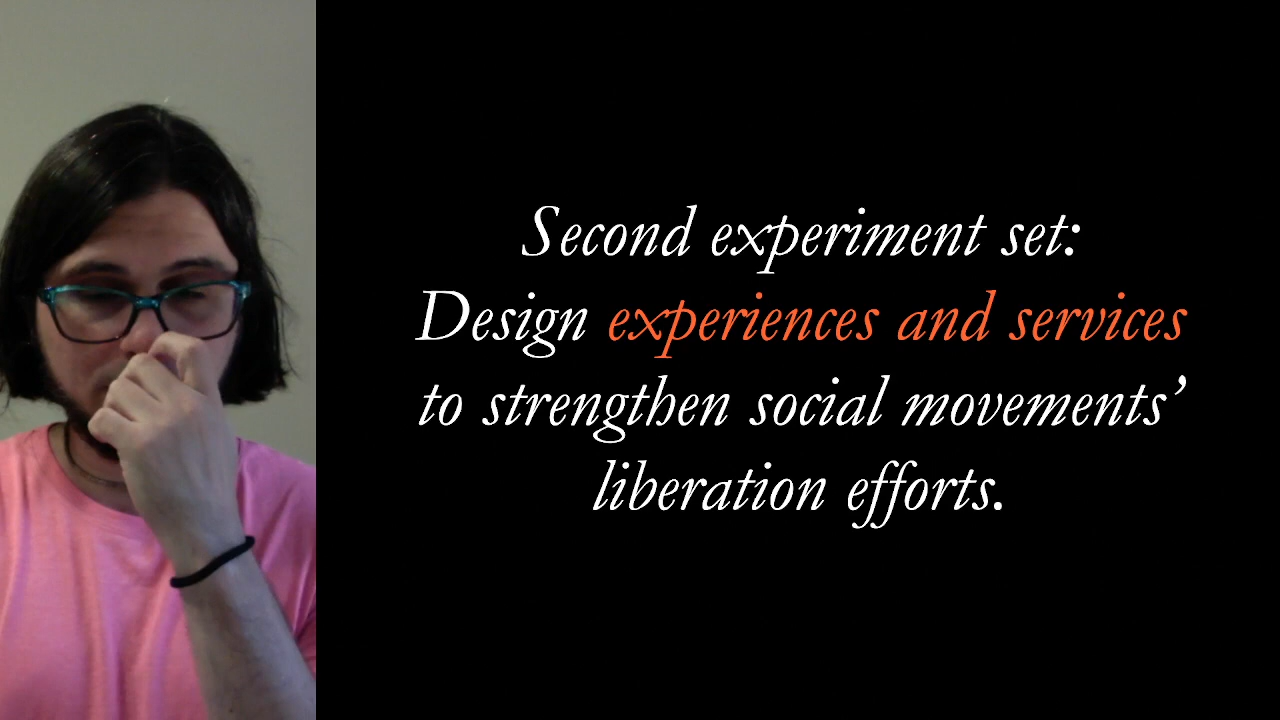 Second experiment set:
Design experiences and services
to strengthen social movements’
liberation efforts.